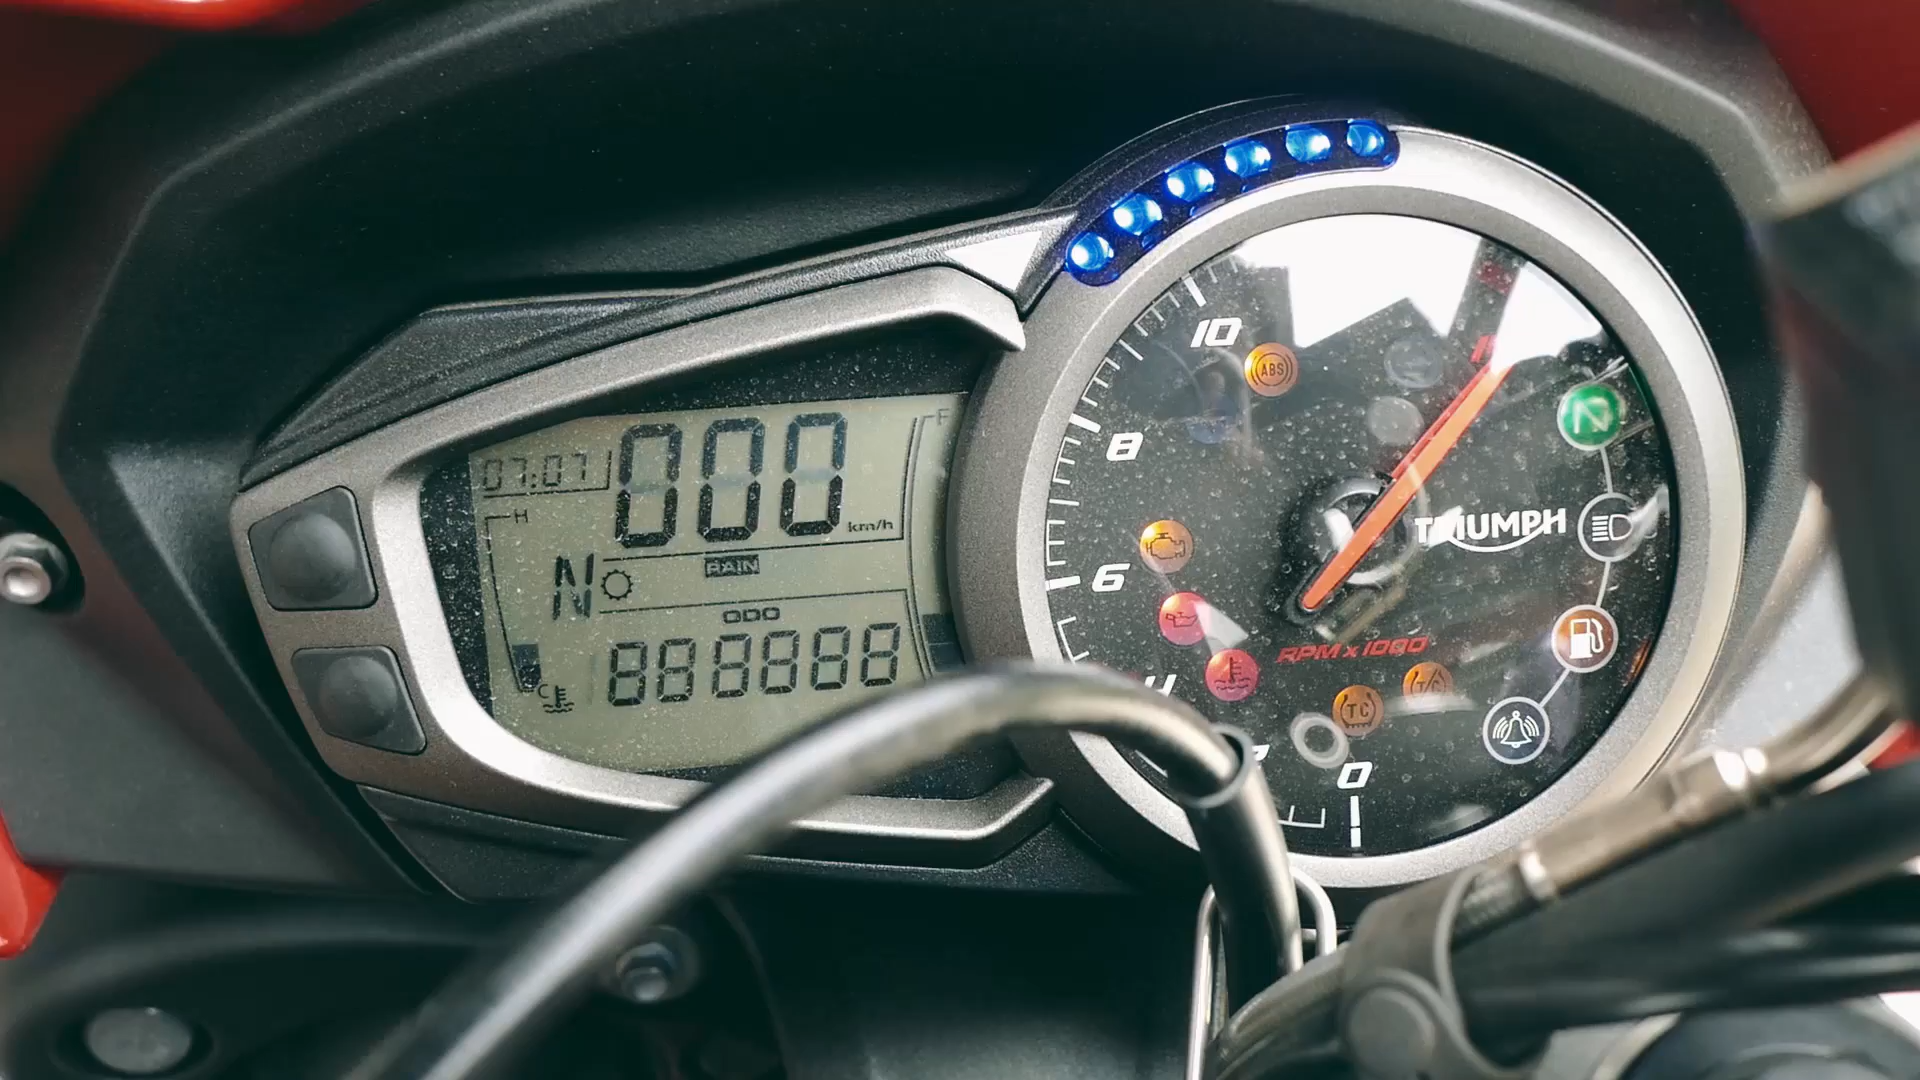 07:07
000
km/h
F
H
RAIN
N
ODO
888888
C
10
ABS
N
8
TRIUMPH
6
RPM x 1000
TC
T/C
0